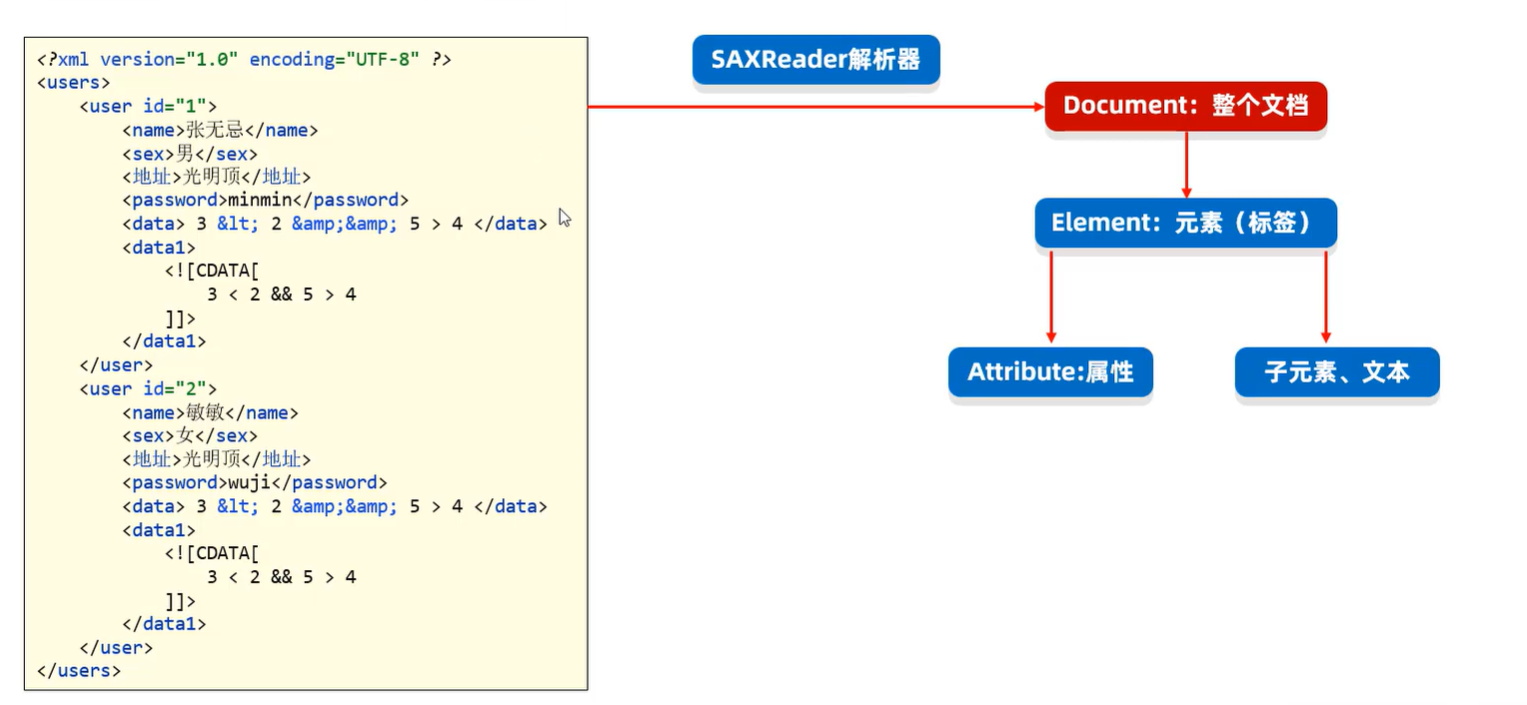 <?xml version="1.0" encoding="UTF-8" ?>
<users>
    <user id="1">
        <name>张无忌</name>
        <sex>男</sex>
        <地址>光明顶</地址>
        <password>minmin</password>
        <data> 3 &lt; 2 &amp;&amp; 5 > 4 </data>
        <data1>
            <![CDATA[
                3 < 2 && 5 > 4
            ]]>
        </data1>
    </user>
    <user id="2">
        <name>敏敏</name>
        <sex>女</sex>
        <地址>光明顶</地址>
        <password>wuji</password>
        <data> 3 &lt; 2 &amp;&amp; 5 > 4 </data>
        <data1>
            <![CDATA[
                3 < 2 && 5 > 4
            ]]>
        </data1>
    </user>
</users>
SAXReader解析器
Document：整个文档
Element：元素（标签）
Attribute:属性
子元素、文本